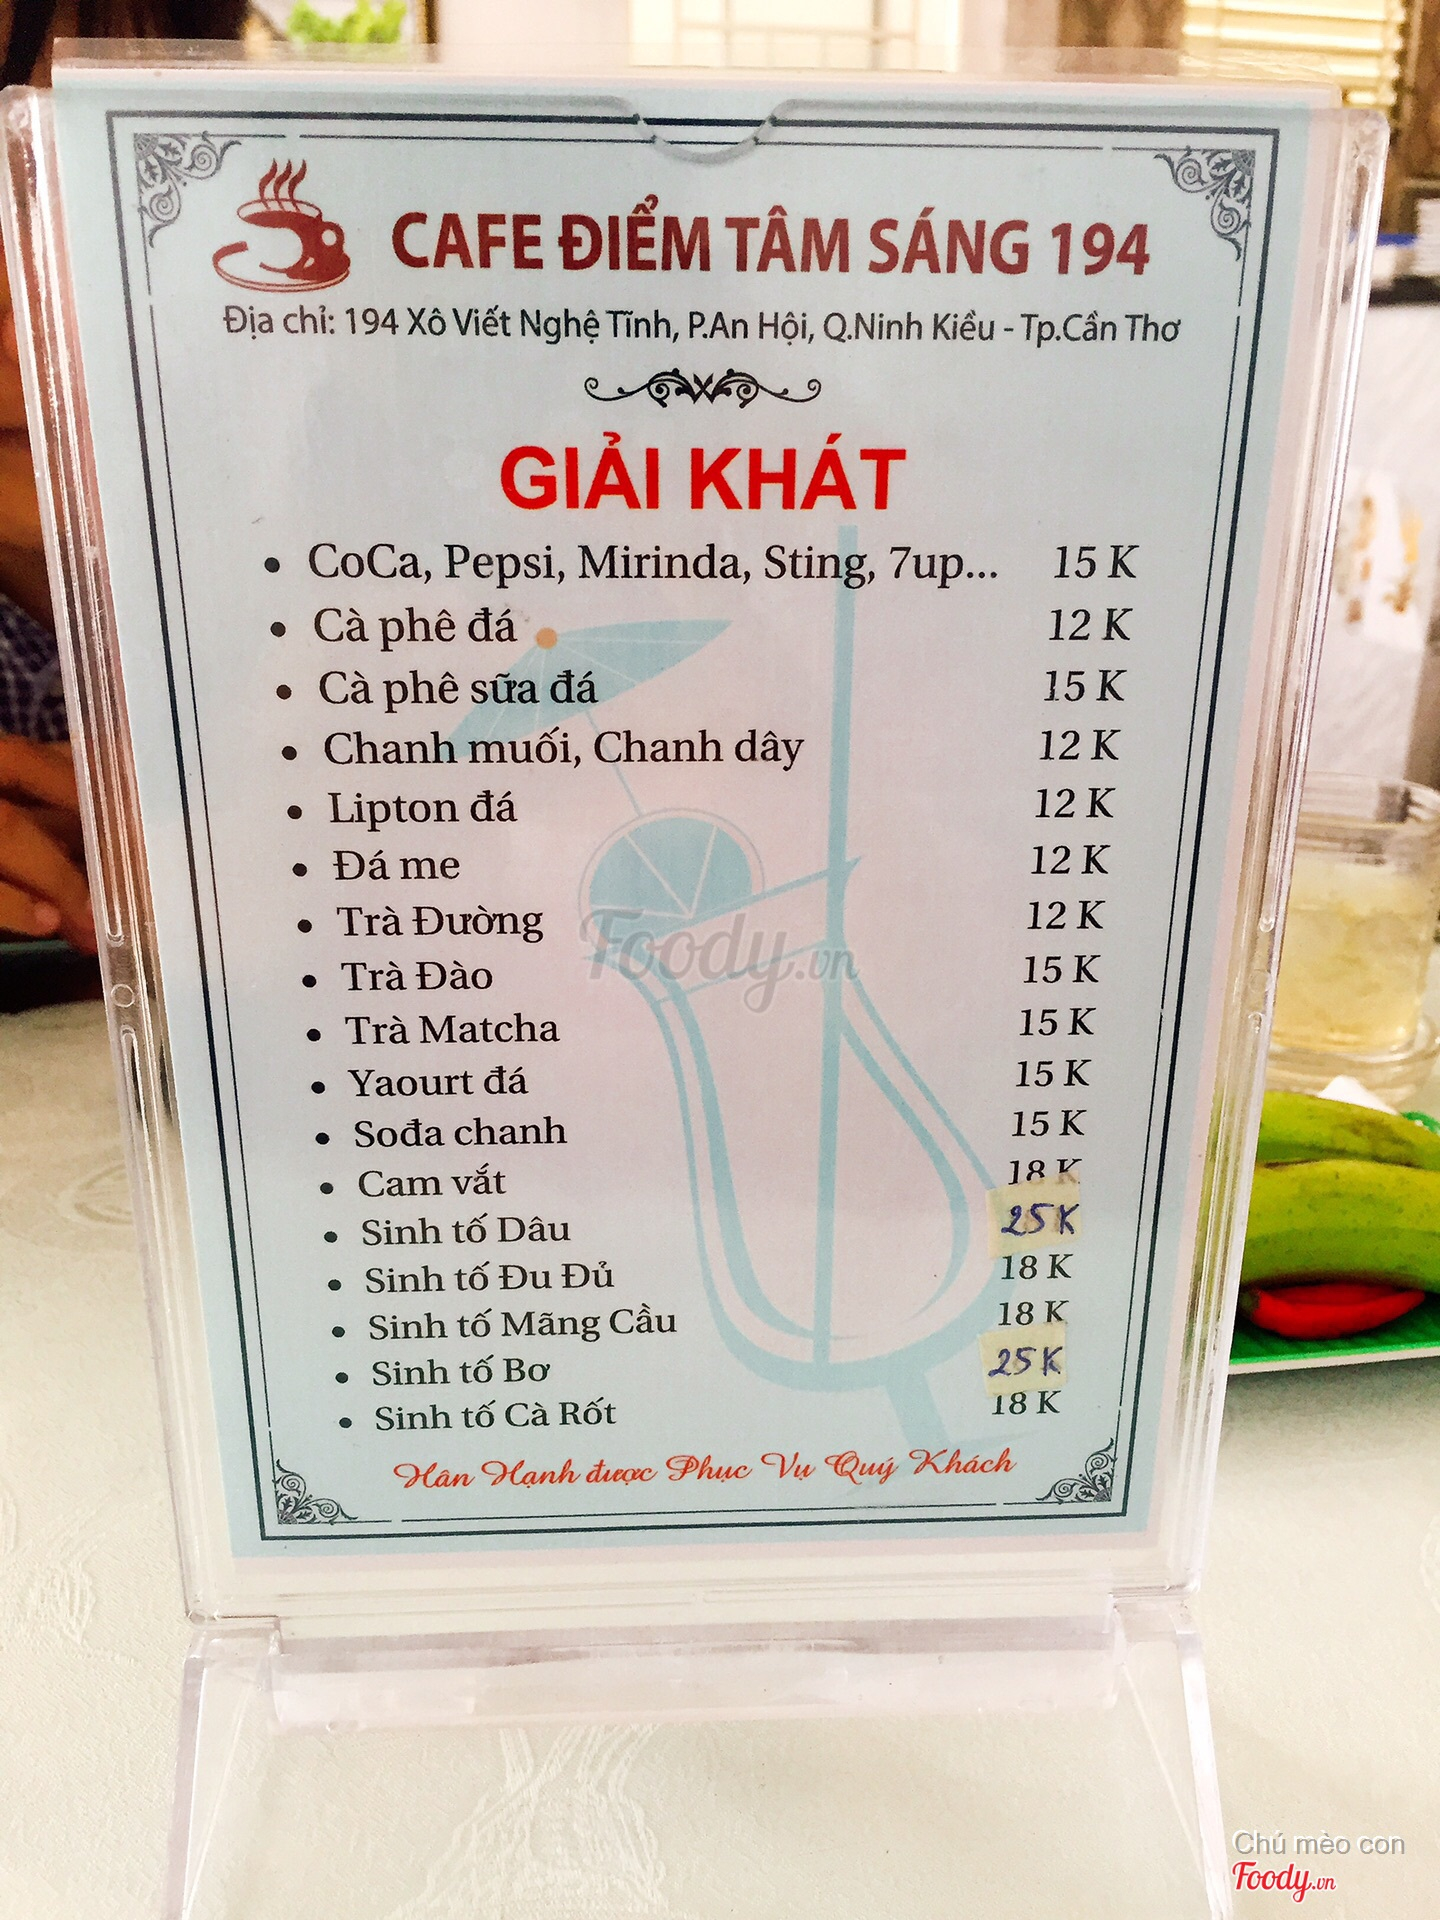 CAFE ĐIỂM TÂM SÁNG 194
Địa chỉ: 194 Xô Viết Nghệ Tĩnh, P.An Hội, Q.Ninh Kiều - Tp.Cần Thơ
GIẢI KHÁT
• CoCa, Pepsi, Mirinda, Sting, 7up... 15 K
• Cà phê đá 12 K
• Cà phê sữa đá 15 K
• Chanh muối, Chanh dây 12 K
• Lipton đá 12 K
• Đá me 12 K
• Trà Đường 12 K
• Trà Đào 15 K
• Trà Matcha 15 K
• Yaourt đá 15 K
• Sođa chanh 15 K
• Cam vắt 18 K
• Sinh tố Dâu 25K
• Sinh tố Đu Đủ 18 K
• Sinh tố Mãng Cầu 18 K
• Sinh tố Bơ 25K
• Sinh tố Cà Rốt 18 K
Hân Hạnh được Phục Vụ Quý Khách
Foody.vn
Chú mèo con
Foody.vn